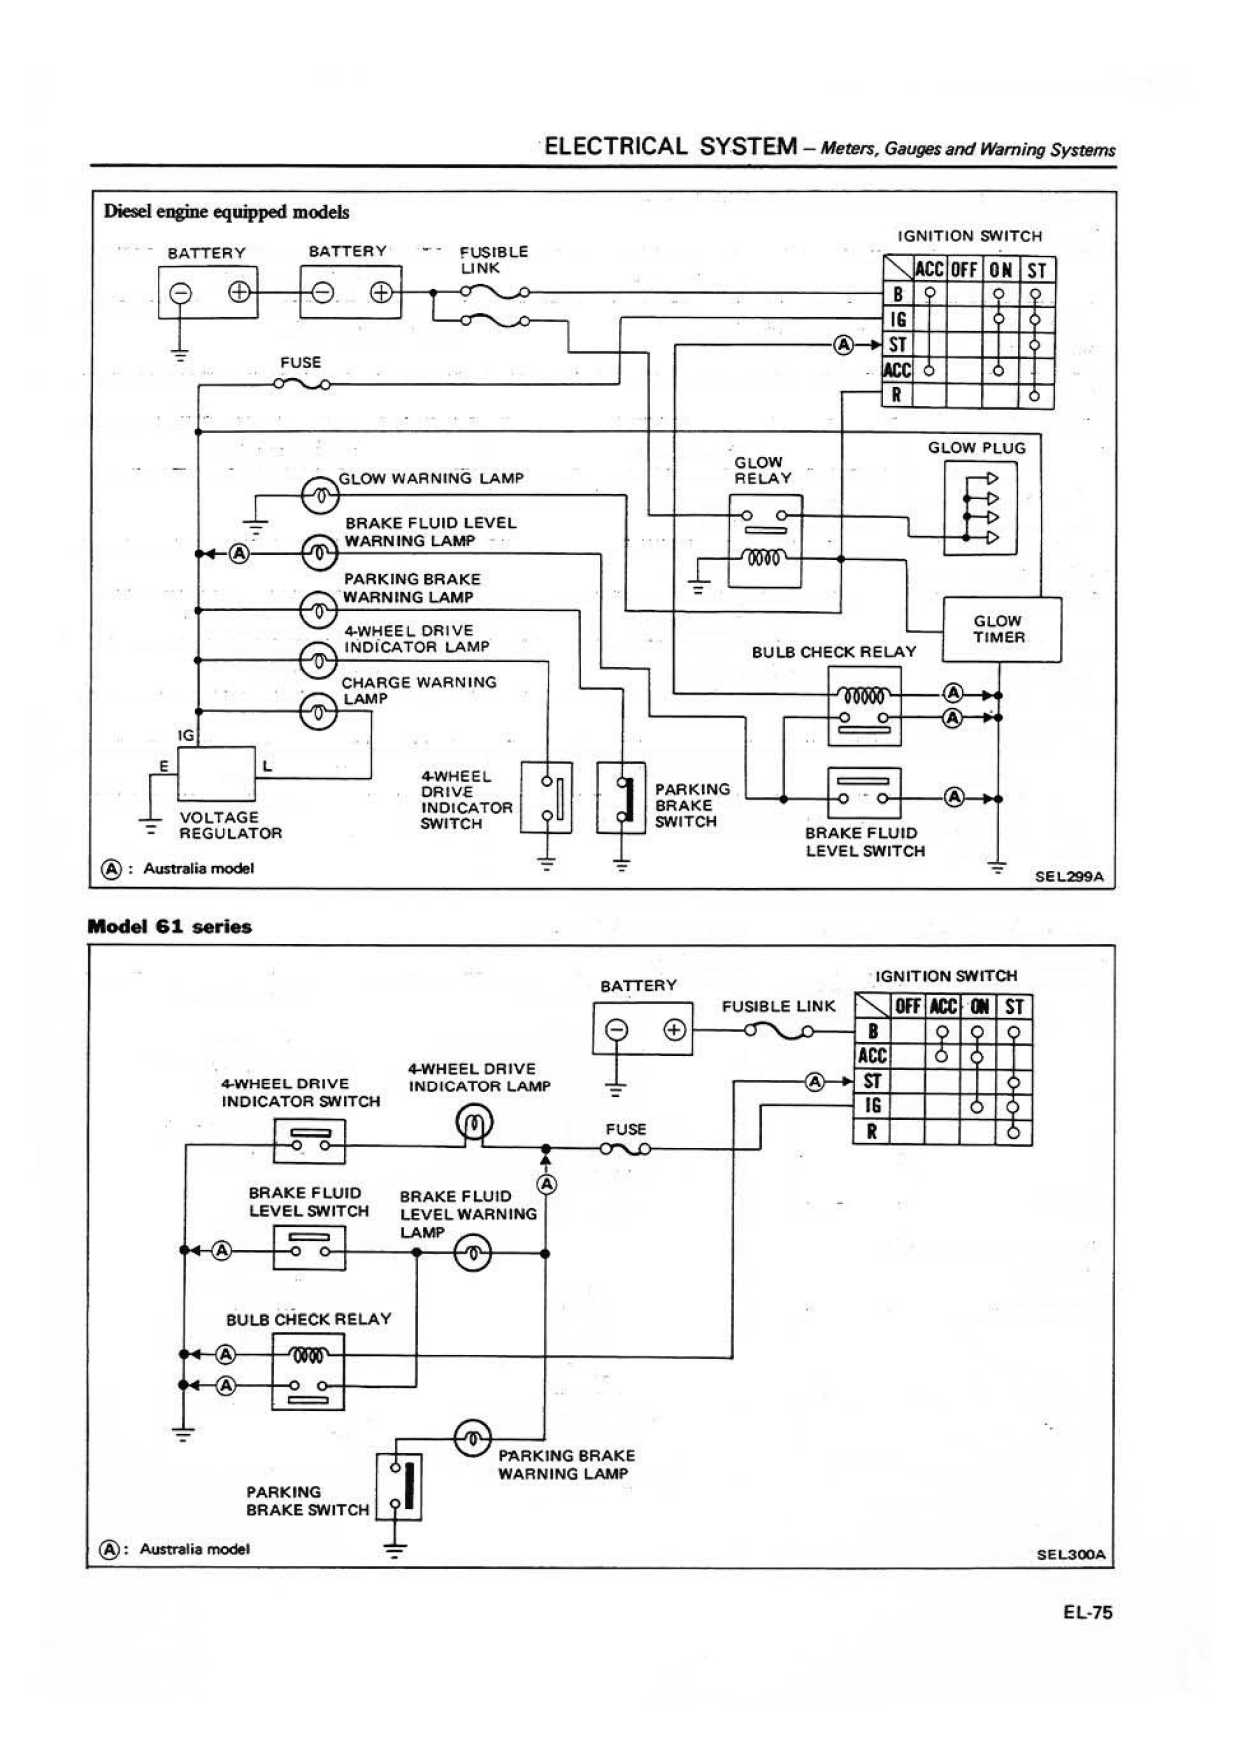 ELECTRICAL SYSTEM – Meters, Gauges and Warning Systems
Diesel engine equipped models
BATTERY
BATTERY
FUSIBLE
LINK
IGNITION SWITCH
ACC OFF ON ST
B
IG
ST
ACC
R
A
FUSE
GLOW PLUG
GLOW
RELAY
GLOW WARNING LAMP
BRAKE FLUID LEVEL
WARNING LAMP
A
PARKING BRAKE
WARNING LAMP
4-WHEEL DRIVE
INDICATOR LAMP
GLOW
TIMER
BULB CHECK RELAY
CHARGE WARNING
LAMP
A
A
IG
E
L
VOLTAGE
REGULATOR
4-WHEEL
DRIVE
INDICATOR
SWITCH
PARKING
BRAKE
SWITCH
A
BRAKE FLUID
LEVEL SWITCH
A : Australia model
SEL299A
Model 61 series
IGNITION SWITCH
BATTERY
FUSIBLE LINK
OFF ACC ON ST
B
ACC
ST
IG
R
A
4-WHEEL DRIVE
INDICATOR SWITCH
4-WHEEL DRIVE
INDICATOR LAMP
FUSE
A
BRAKE FLUID
LEVEL SWITCH
BRAKE FLUID
LEVEL WARNING
LAMP
A
BULB CHECK RELAY
A
A
PARKING BRAKE
WARNING LAMP
PARKING
BRAKE SWITCH
A : Australia model
SEL300A
EL-75